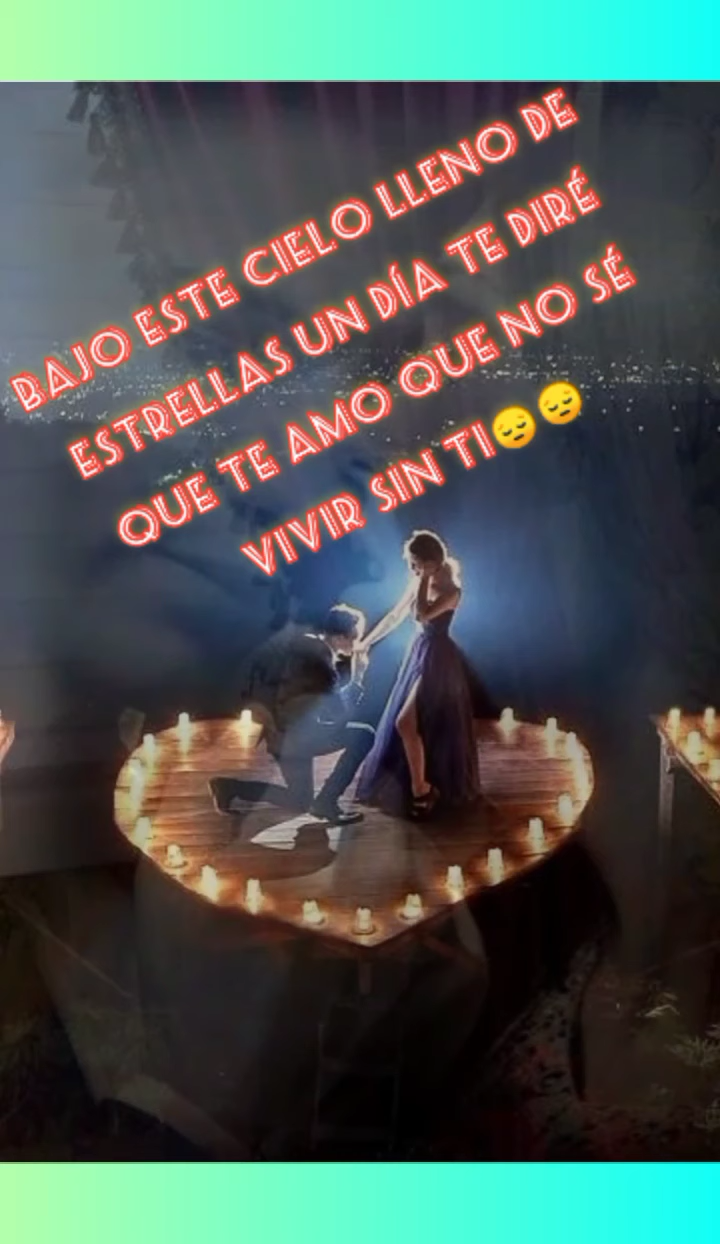 BAJO ESTE CIELO LLENO DE
ESTRELLAS UN DÍA TE DIRÉ
QUE TE AMO QUE NO SÉ
VIVIR SIN TI😔😔